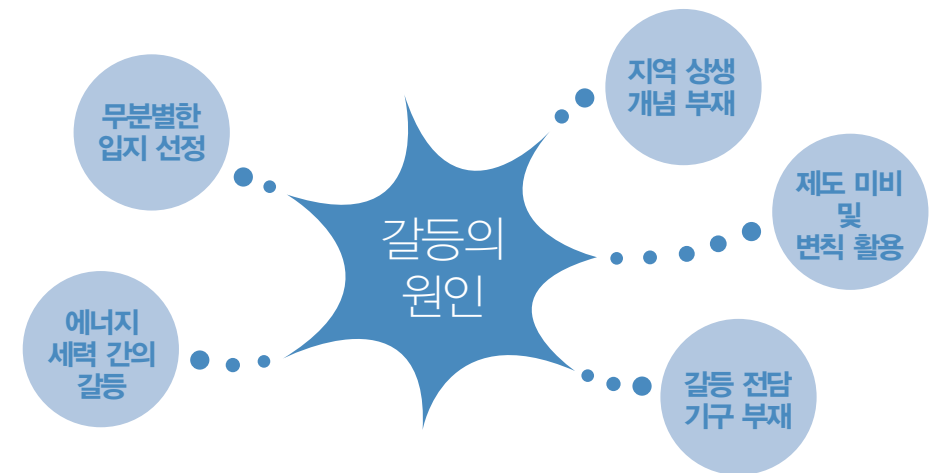 무분별한
입지 선정
에너지
세력 간의
갈등
갈등의
원인
지역 상생
개념 부재
제도 미비
및
변칙 활용
갈등 전담
기구 부재